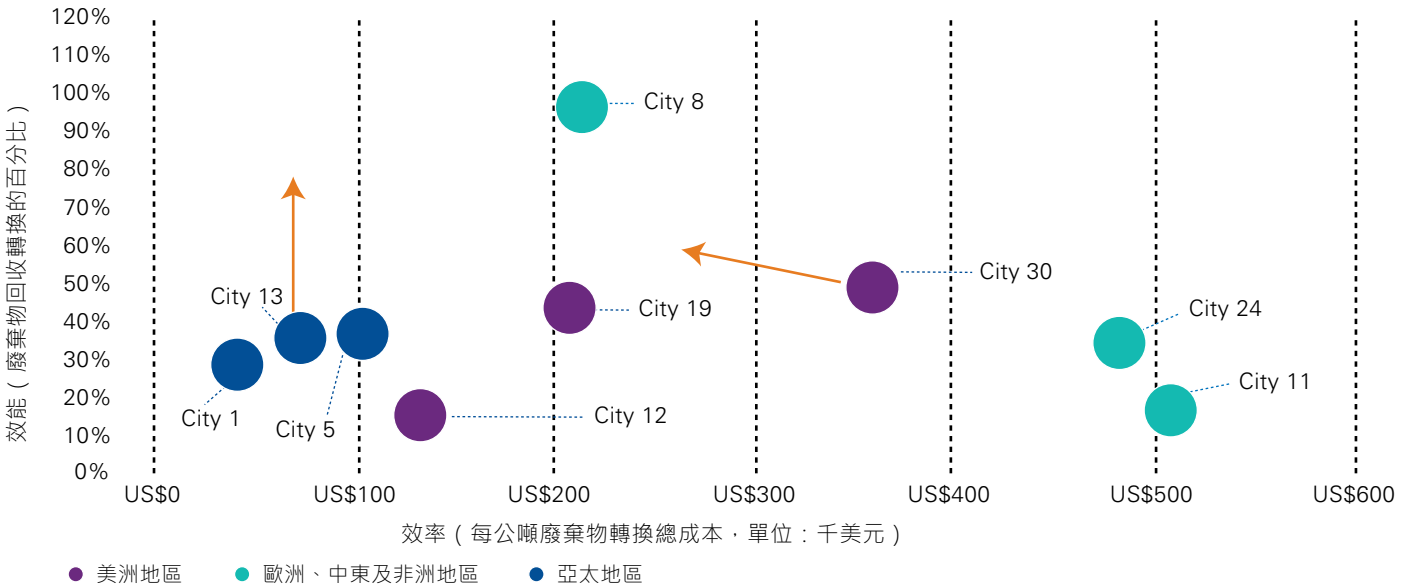 120%
110%
100%
90%
80%
70%
60%
50%
40%
30%
20%
10%
0%
效能（廢棄物回收轉換的百分比）
City 8
City 13
City 30
City 19
City 24
City 11
City 1
City 5
City 12
US$0
US$100
US$200
US$300
US$400
US$500
US$600
效率（每公噸廢棄物轉換總成本，單位：千美元）
美洲地區 歐洲、中東及非洲地區 亞太地區